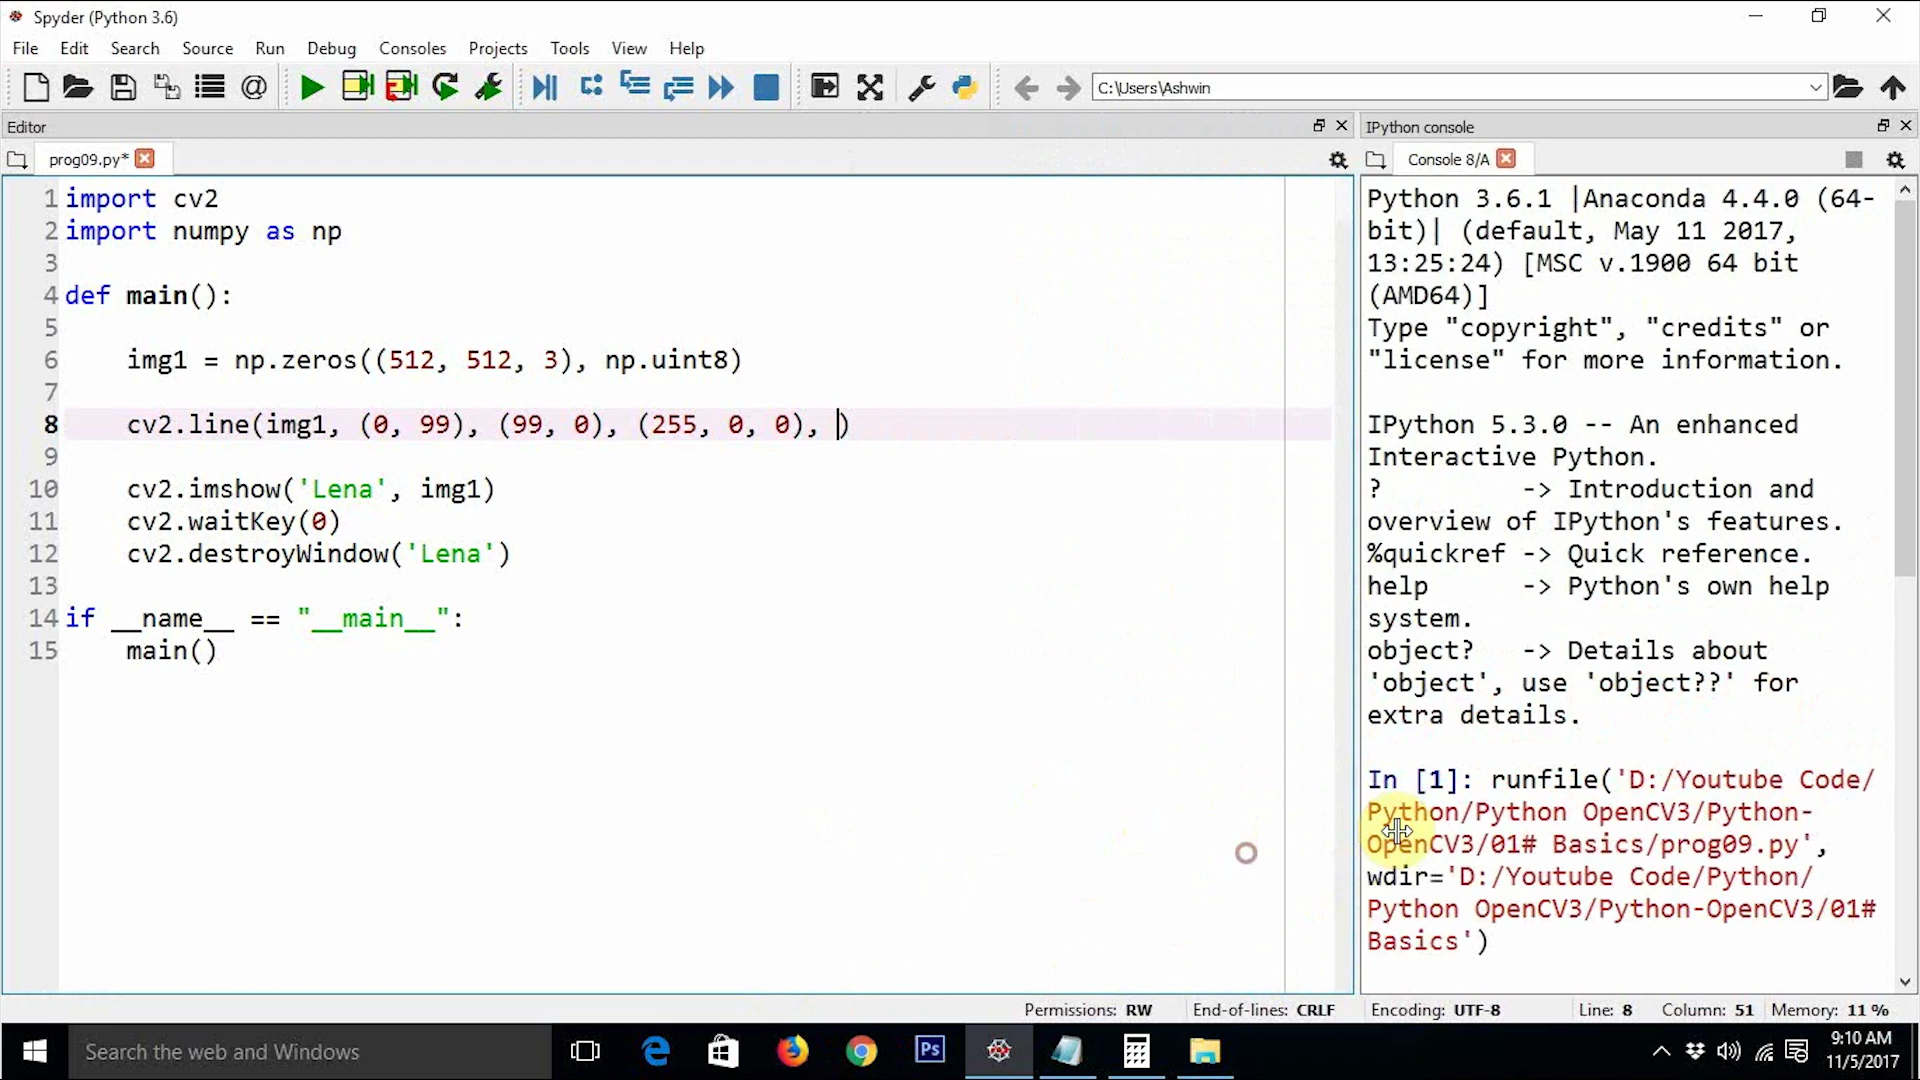 Spyder (Python 3.6)
File Edit Search Source Run Debug Consoles Projects Tools View Help
C:\Users\Ashwin
Editor
prog09.py*
1 import cv2
2 import numpy as np
3
4 def main():
5
6     img1 = np.zeros((512, 512, 3), np.uint8)
7
8     cv2.line(img1, (0, 99), (99, 0), (255, 0, 0), )
9
10     cv2.imshow('Lena', img1)
11     cv2.waitKey(0)
12     cv2.destroyWindow('Lena')
13
14 if __name__ == "__main__":
15     main()
IPython console
Console 8/A
Python 3.6.1 |Anaconda 4.4.0 (64-
bit)| (default, May 11 2017,
13:25:24) [MSC v.1900 64 bit
(AMD64)]
Type "copyright", "credits" or
"license" for more information.
IPython 5.3.0 -- An enhanced
Interactive Python.
?         -> Introduction and
overview of IPython's features.
%quickref -> Quick reference.
help      -> Python's own help
system.
object?   -> Details about
'object', use 'object??' for
extra details.
In [1]: runfile('D:/Youtube Code/
Python/Python OpenCV3/Python-
OpenCV3/01# Basics/prog09.py',
wdir='D:/Youtube Code/Python/
Python OpenCV3/Python-OpenCV3/01#
Basics')
Permissions: RW End-of-lines: CRLF Encoding: UTF-8 Line: 8 Column: 51 Memory: 11 %
Search the web and Windows
Ps
9:10 AM
11/5/2017